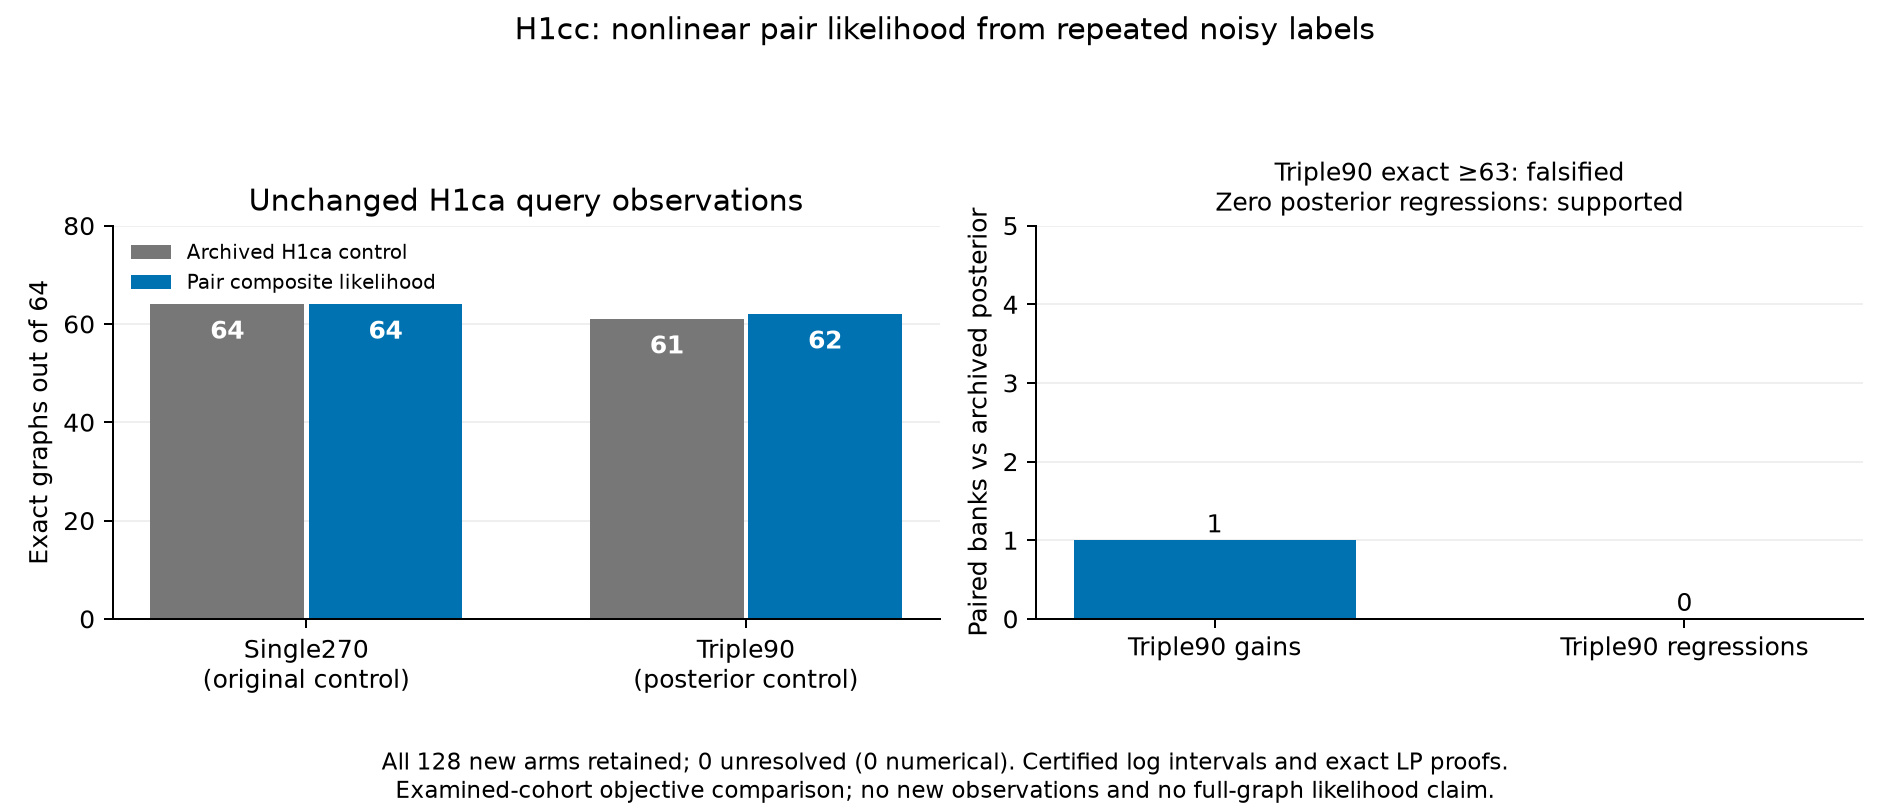 H1cc: nonlinear pair likelihood from repeated noisy labels
Unchanged H1ca query observations
Exact graphs out of 64
80
60
40
20
0
Archived H1ca control
Pair composite likelihood
64
64
61
62
Single270
(original control)
Triple90
(posterior control)
Triple90 exact ≥63: falsified
Zero posterior regressions: supported
Paired banks vs archived posterior
5
4
3
2
1
0
1
0
Triple90 gains
Triple90 regressions
All 128 new arms retained; 0 unresolved (0 numerical). Certified log intervals and exact LP proofs.
Examined-cohort objective comparison; no new observations and no full-graph likelihood claim.